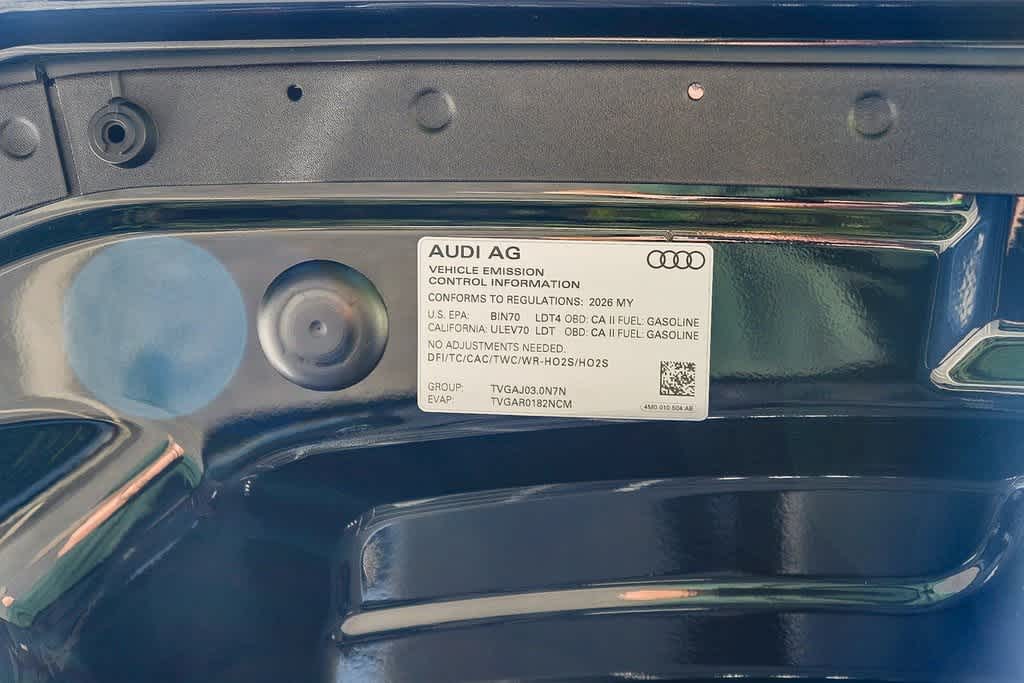 AUDI AG
VEHICLE EMISSION
CONTROL INFORMATION
CONFORMS TO REGULATIONS: 2026 MY
U.S. EPA: BIN70 LDT4 OBD: CA II FUEL: GASOLINE
CALIFORNIA: ULEV70 LDT OBD: CA II FUEL: GASOLINE
NO ADJUSTMENTS NEEDED.
DFI/TC/CAC/TWC/WR-HO2S/HO2S
GROUP: TVGAJ03.0N7N
EVAP: TVGAR0182NCM
4M0 010 504 AB